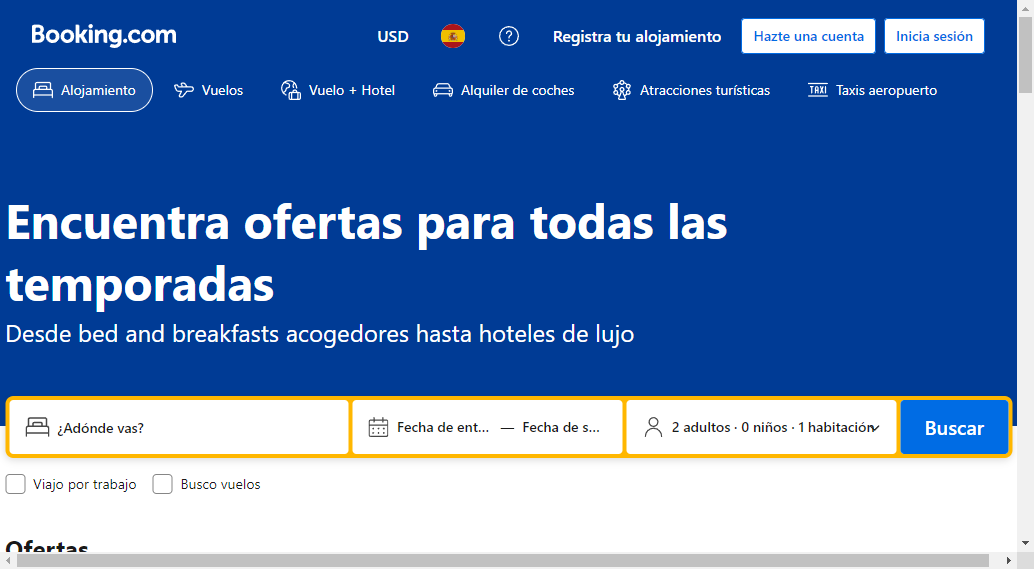 Booking.com
USD
Registra tu alojamiento
Hazte una cuenta
Inicia sesión
Alojamiento
Vuelos
Vuelo + Hotel
Alquiler de coches
Atracciones turísticas
TAXI
Taxis aeropuerto
Encuentra ofertas para todas las
temporadas
Desde bed and breakfasts acogedores hasta hoteles de lujo
¿Adónde vas?
Fecha de ent... — Fecha de s...
2 adultos · 0 niños · 1 habitación
Buscar
Viajo por trabajo
Busco vuelos
Ofertas